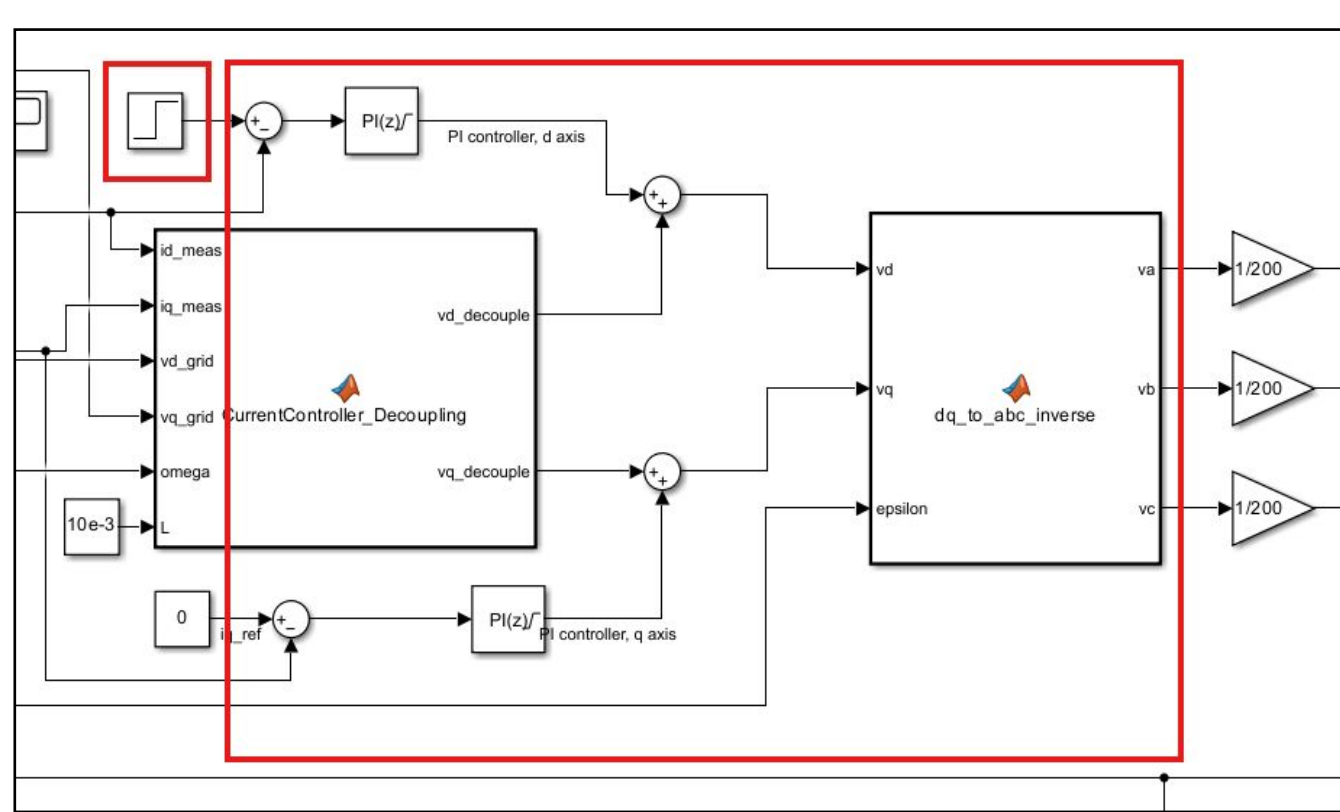 PI(z)
PI controller, d axis
id_meas
iq_meas
vd_decouple
vd_grid
vq_grid
CurrentController_Decoupling
omega
vq_decouple
10e-3
L
0
iq_ref
PI(z)
PI controller, q axis
vd
va
1/200
vq
vb
1/200
dq_to_abc_inverse
epsilon
vc
1/200